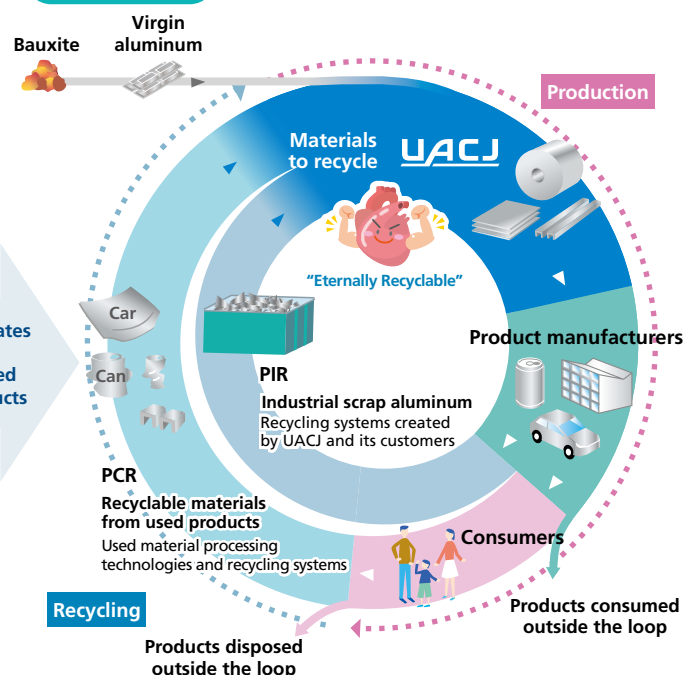 Bauxite
Virgin
aluminum
Production
Materials
to recycle
UACJ
"Eternally Recyclable"
Car
Can
Product manufacturers
PIR
Industrial scrap aluminum
Recycling systems created
by UACJ and its customers
PCR
Recyclable materials
from used products
Used material processing
technologies and recycling systems
Consumers
Recycling
Products consumed
outside the loop
Products disposed
outside the loop